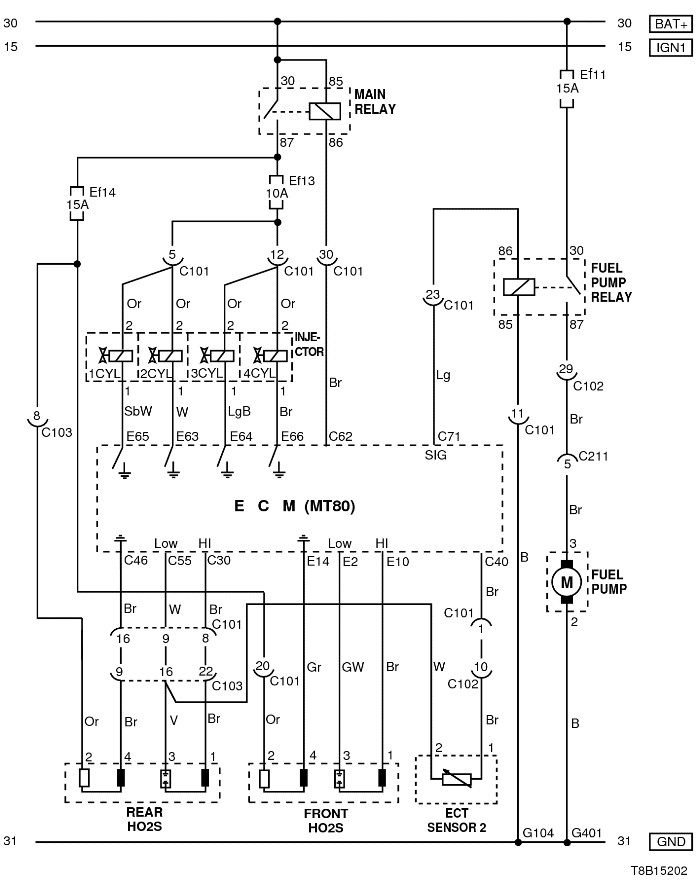 30 30 BAT+
15 15 IGN1
Ef11
15A
30 85
MAIN
RELAY
87 86
Ef14
15A
Ef13
10A
5 12 30
C101 C101 C101
86 30
FUEL
PUMP
RELAY
23
C101
85 87
Or Or Or Or
2 2 2 2
INJE-
CTOR
1CYL 2CYL 3CYL 4CYL
1 1 1 1
Br
Lg
29
C102
SbW W LgB Br
8
C103
11
C101
Br
E65 E63 E64 E66 C62 C71
SIG
C211
5
E C M (MT80)
Br
Low HI Low HI
3
C46 C55 C30 E14 E2 E10 C40 B
M
FUEL
PUMP
2
Br W Br Br
C101
C101
16 9 8 1
9 16 22 20 10
C103 C101 C102
Gr GW Br W
Or Br V Br Or Br B
2 4 3 1 2 4 3 1 2 1
REAR
HO2S
FRONT
HO2S
ECT
SENSOR 2
G104 G401
31 31 GND
T8B15202